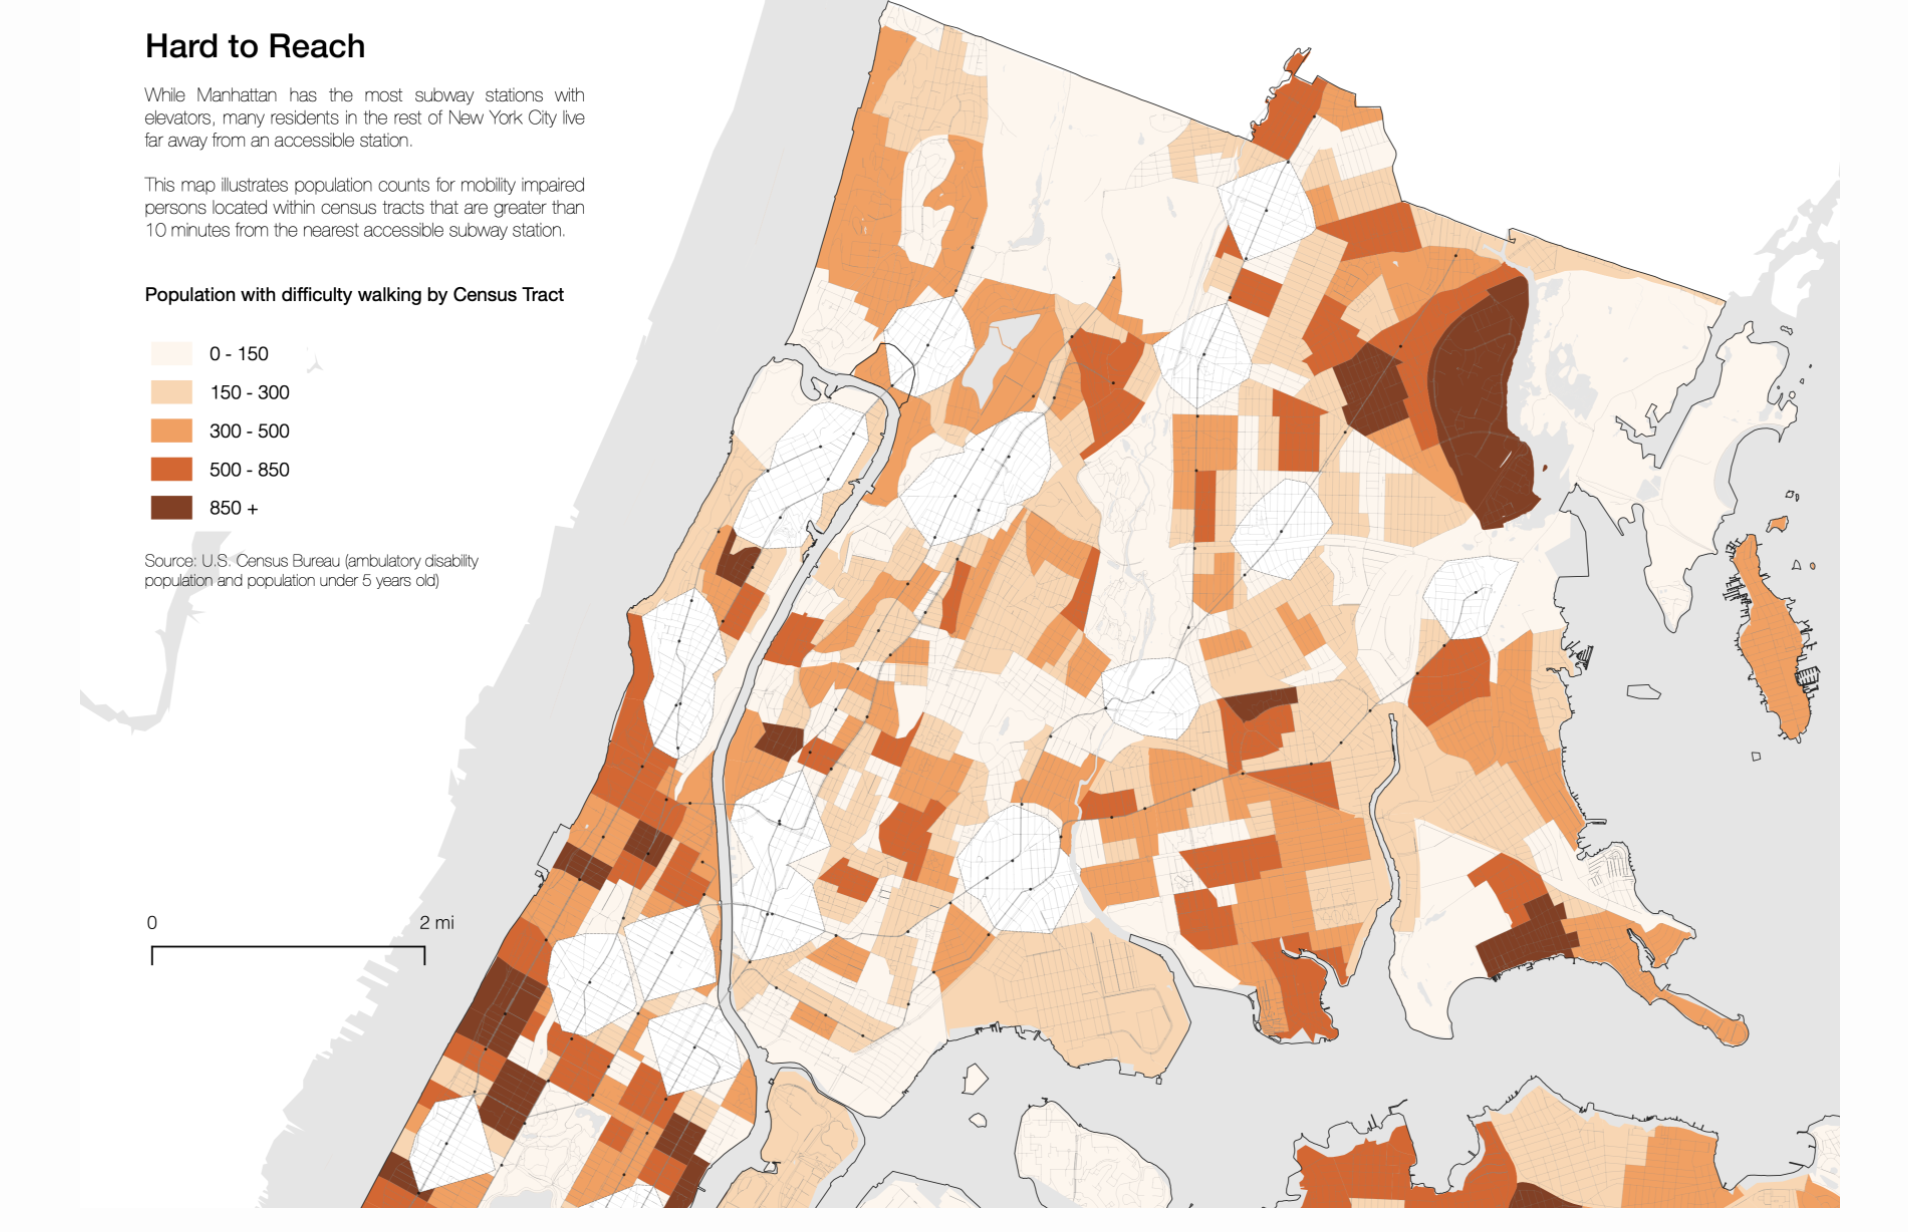 Hard to Reach
While Manhattan has the most subway stations with
elevators, many residents in the rest of New York City live
far away from an accessible station.
This map illustrates population counts for mobility impaired
persons located within census tracts that are greater than
10 minutes from the nearest accessible subway station.
Population with difficulty walking by Census Tract
0 - 150
150 - 300
300 - 500
500 - 850
850 +
Source: U.S. Census Bureau (ambulatory disability
population and population under 5 years old)
0 2 mi